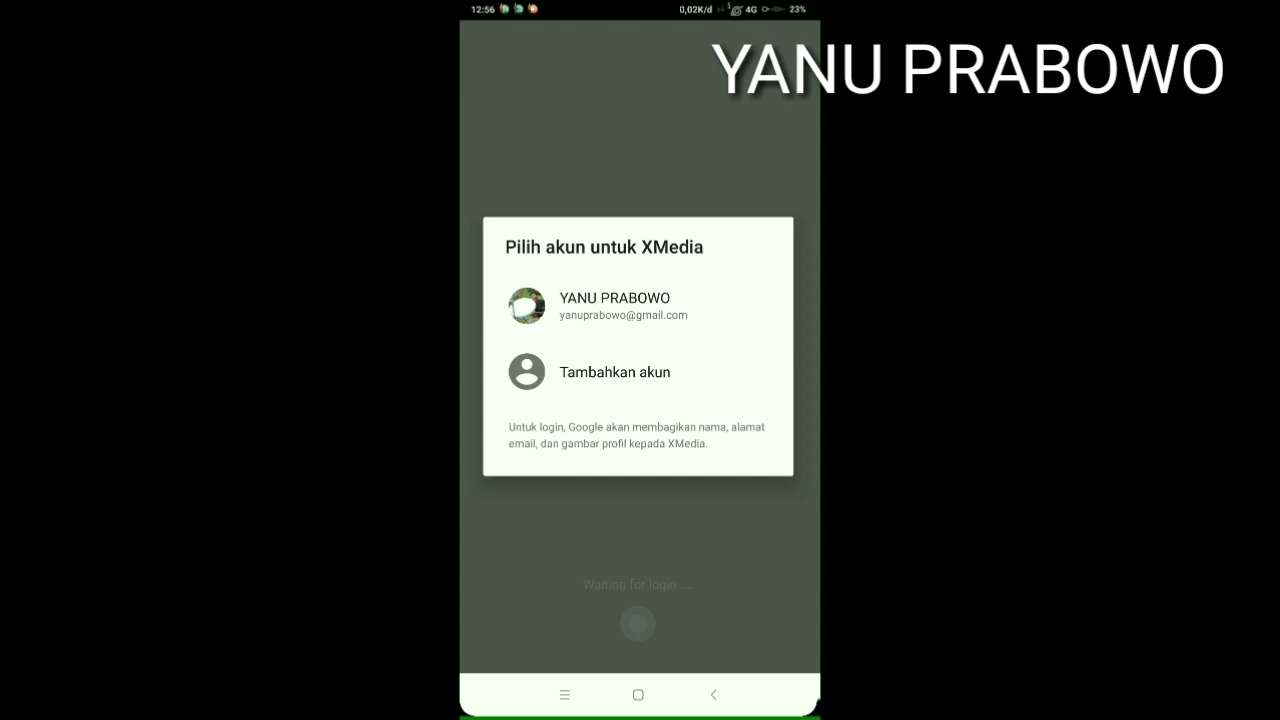 12:56
0,02K/d
4G
23%
YANU PRABOWO
Pilih akun untuk XMedia
YANU PRABOWO
yanuprabowo@gmail.com
Tambahkan akun
Untuk login, Google akan membagikan nama, alamat
email, dan gambar profil kepada XMedia.
Waiting for login ....